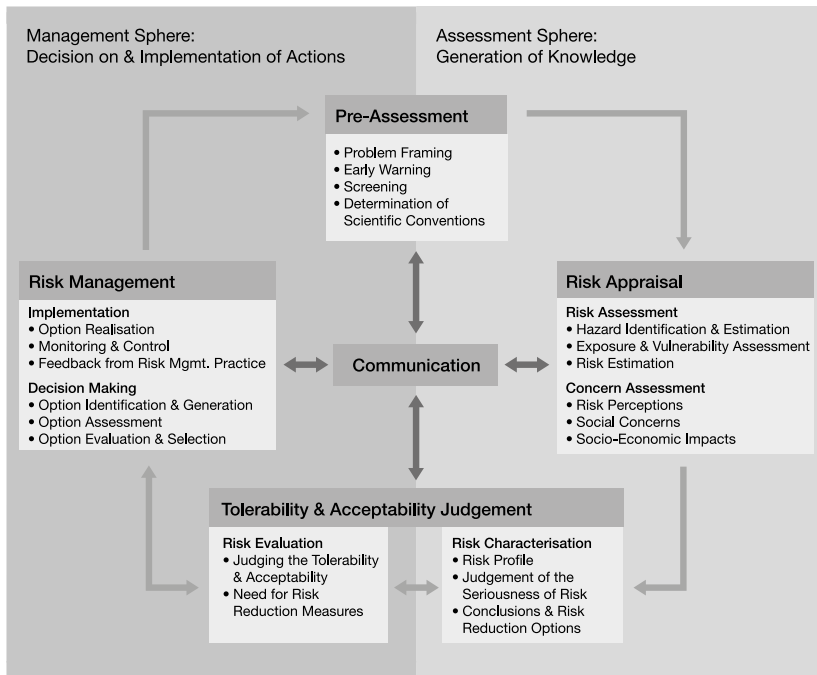 Management Sphere:
Decision on & Implementation of Actions
Assessment Sphere:
Generation of Knowledge
Pre-Assessment
• Problem Framing
• Early Warning
• Screening
• Determination of
Scientific Conventions
Risk Management
Implementation
• Option Realisation
• Monitoring & Control
• Feedback from Risk Mgmt. Practice
Decision Making
• Option Identification & Generation
• Option Assessment
• Option Evaluation & Selection
Communication
Risk Appraisal
Risk Assessment
• Hazard Identification & Estimation
• Exposure & Vulnerability Assessment
• Risk Estimation
Concern Assessment
• Risk Perceptions
• Social Concerns
• Socio-Economic Impacts
Tolerability & Acceptability Judgement
Risk Evaluation
• Judging the Tolerability
& Acceptability
• Need for Risk
Reduction Measures
Risk Characterisation
• Risk Profile
• Judgement of the
Seriousness of Risk
• Conclusions & Risk
Reduction Options